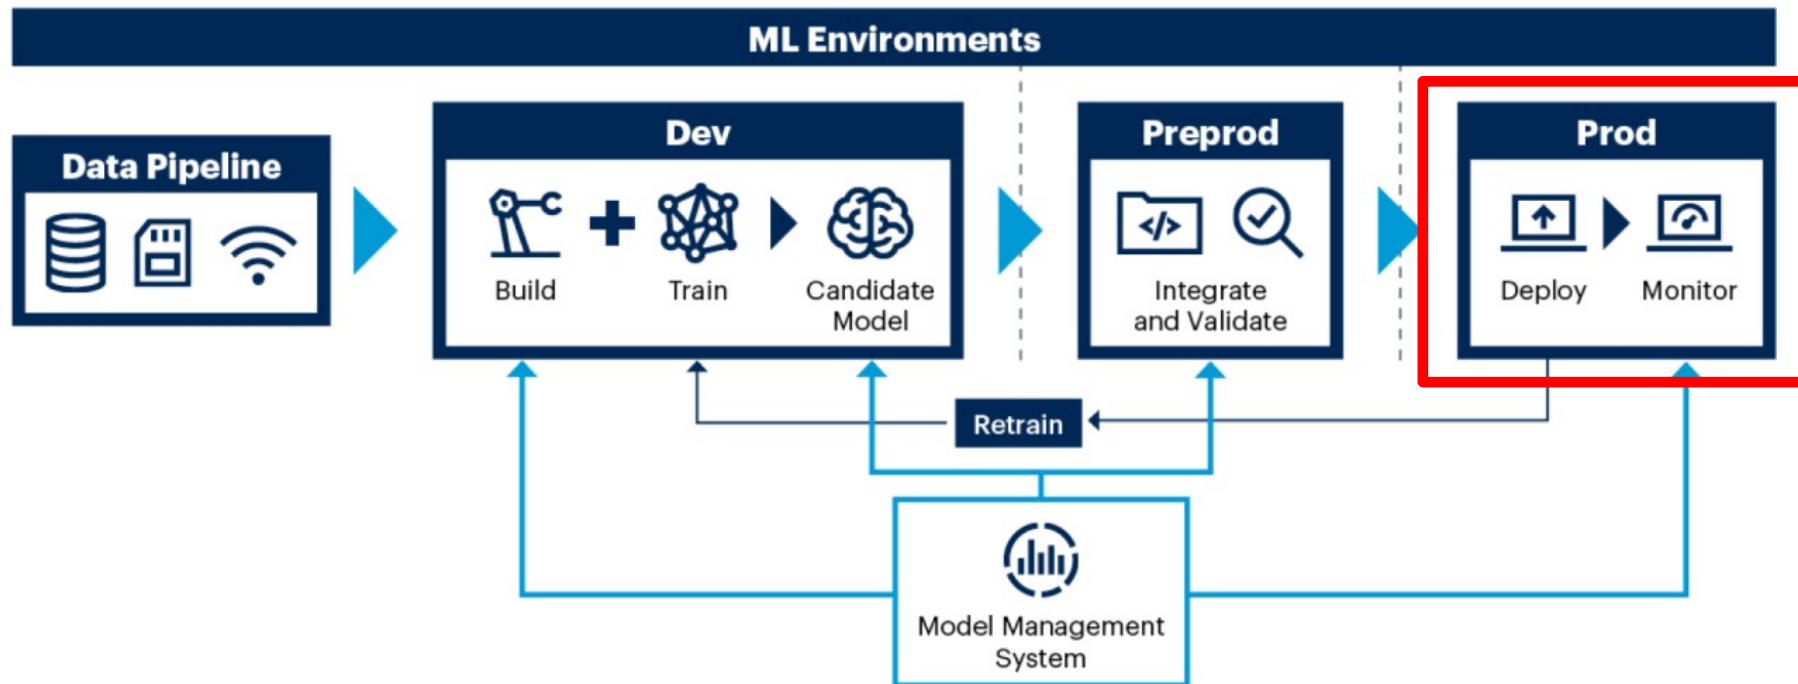 ML Environments
Data Pipeline
Dev
Build
Train
Candidate
Model
Preprod
</>
Integrate
and Validate
Prod
Deploy
Monitor
Retrain
Model Management
System